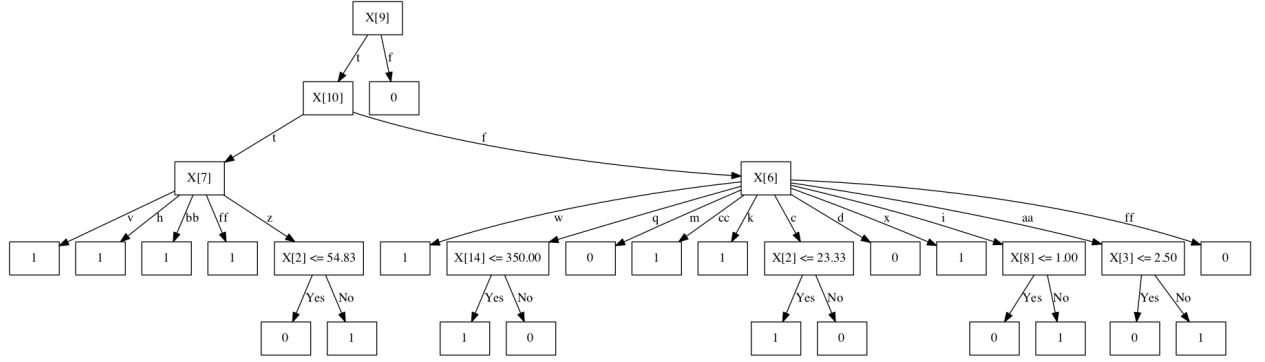 X[9]
t
f
X[10]
0
t
f
X[7]
X[6]
v
h
bb
ff
z
w
q
m
cc
k
c
d
x
i
aa
ff
1
1
1
1
X[2] <= 54.83
1
X[14] <= 350.00
0
1
1
X[2] <= 23.33
0
1
X[8] <= 1.00
X[3] <= 2.50
0
Yes
No
Yes
No
Yes
No
Yes
No
Yes
No
0
1
1
0
1
0
0
1
0
1